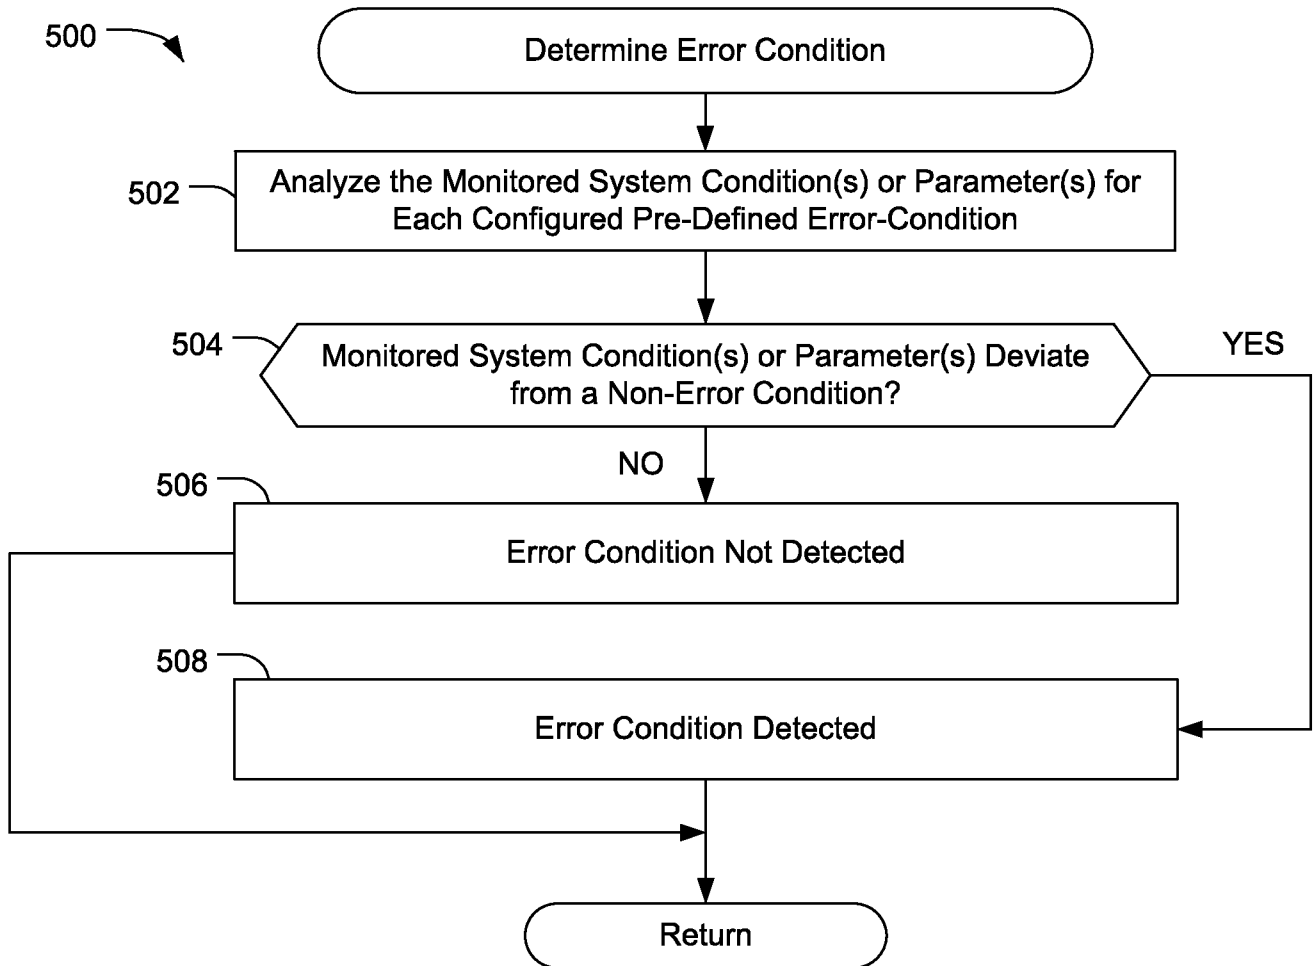 500
Determine Error Condition
502
Analyze the Monitored System Condition(s) or Parameter(s) for
Each Configured Pre-Defined Error-Condition
504
Monitored System Condition(s) or Parameter(s) Deviate
from a Non-Error Condition?
YES
NO
506
Error Condition Not Detected
508
Error Condition Detected
Return